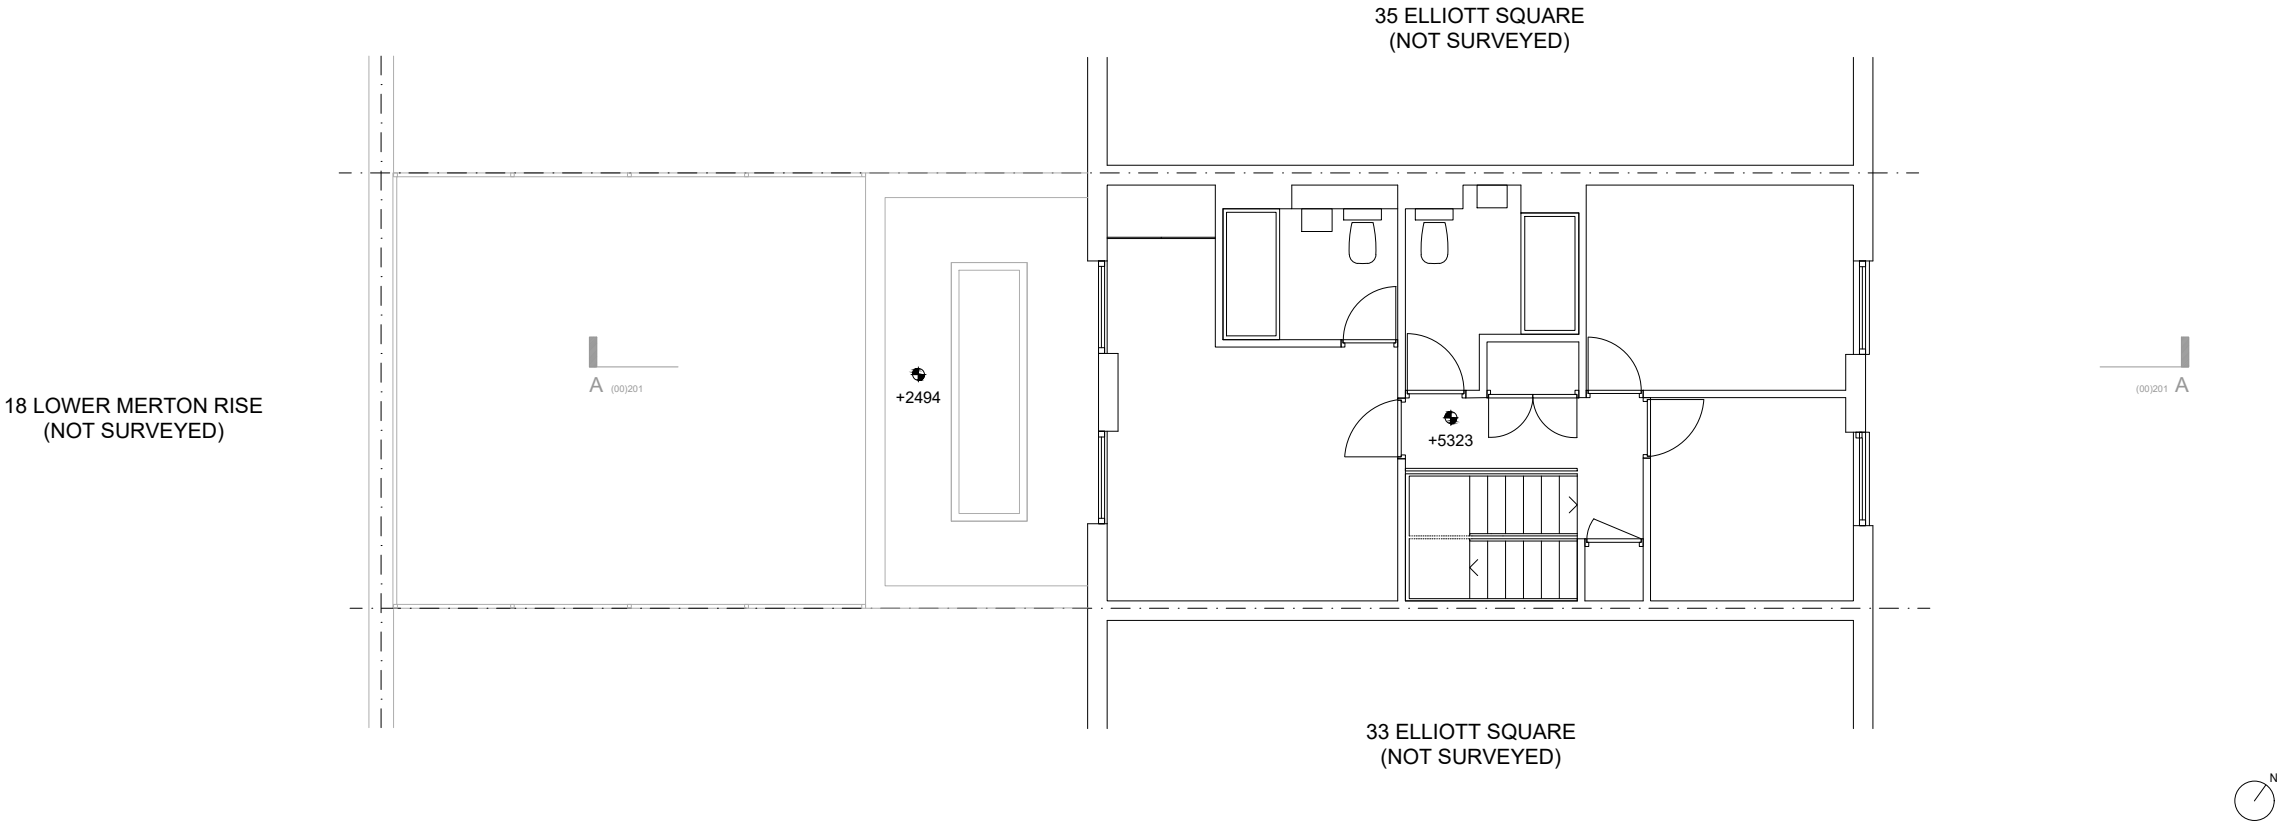 35 ELLIOTT SQUARE
(NOT SURVEYED)
A (00)201
(00)201 A
+2494
18 LOWER MERTON RISE
(NOT SURVEYED)
+5323
33 ELLIOTT SQUARE
(NOT SURVEYED)
N